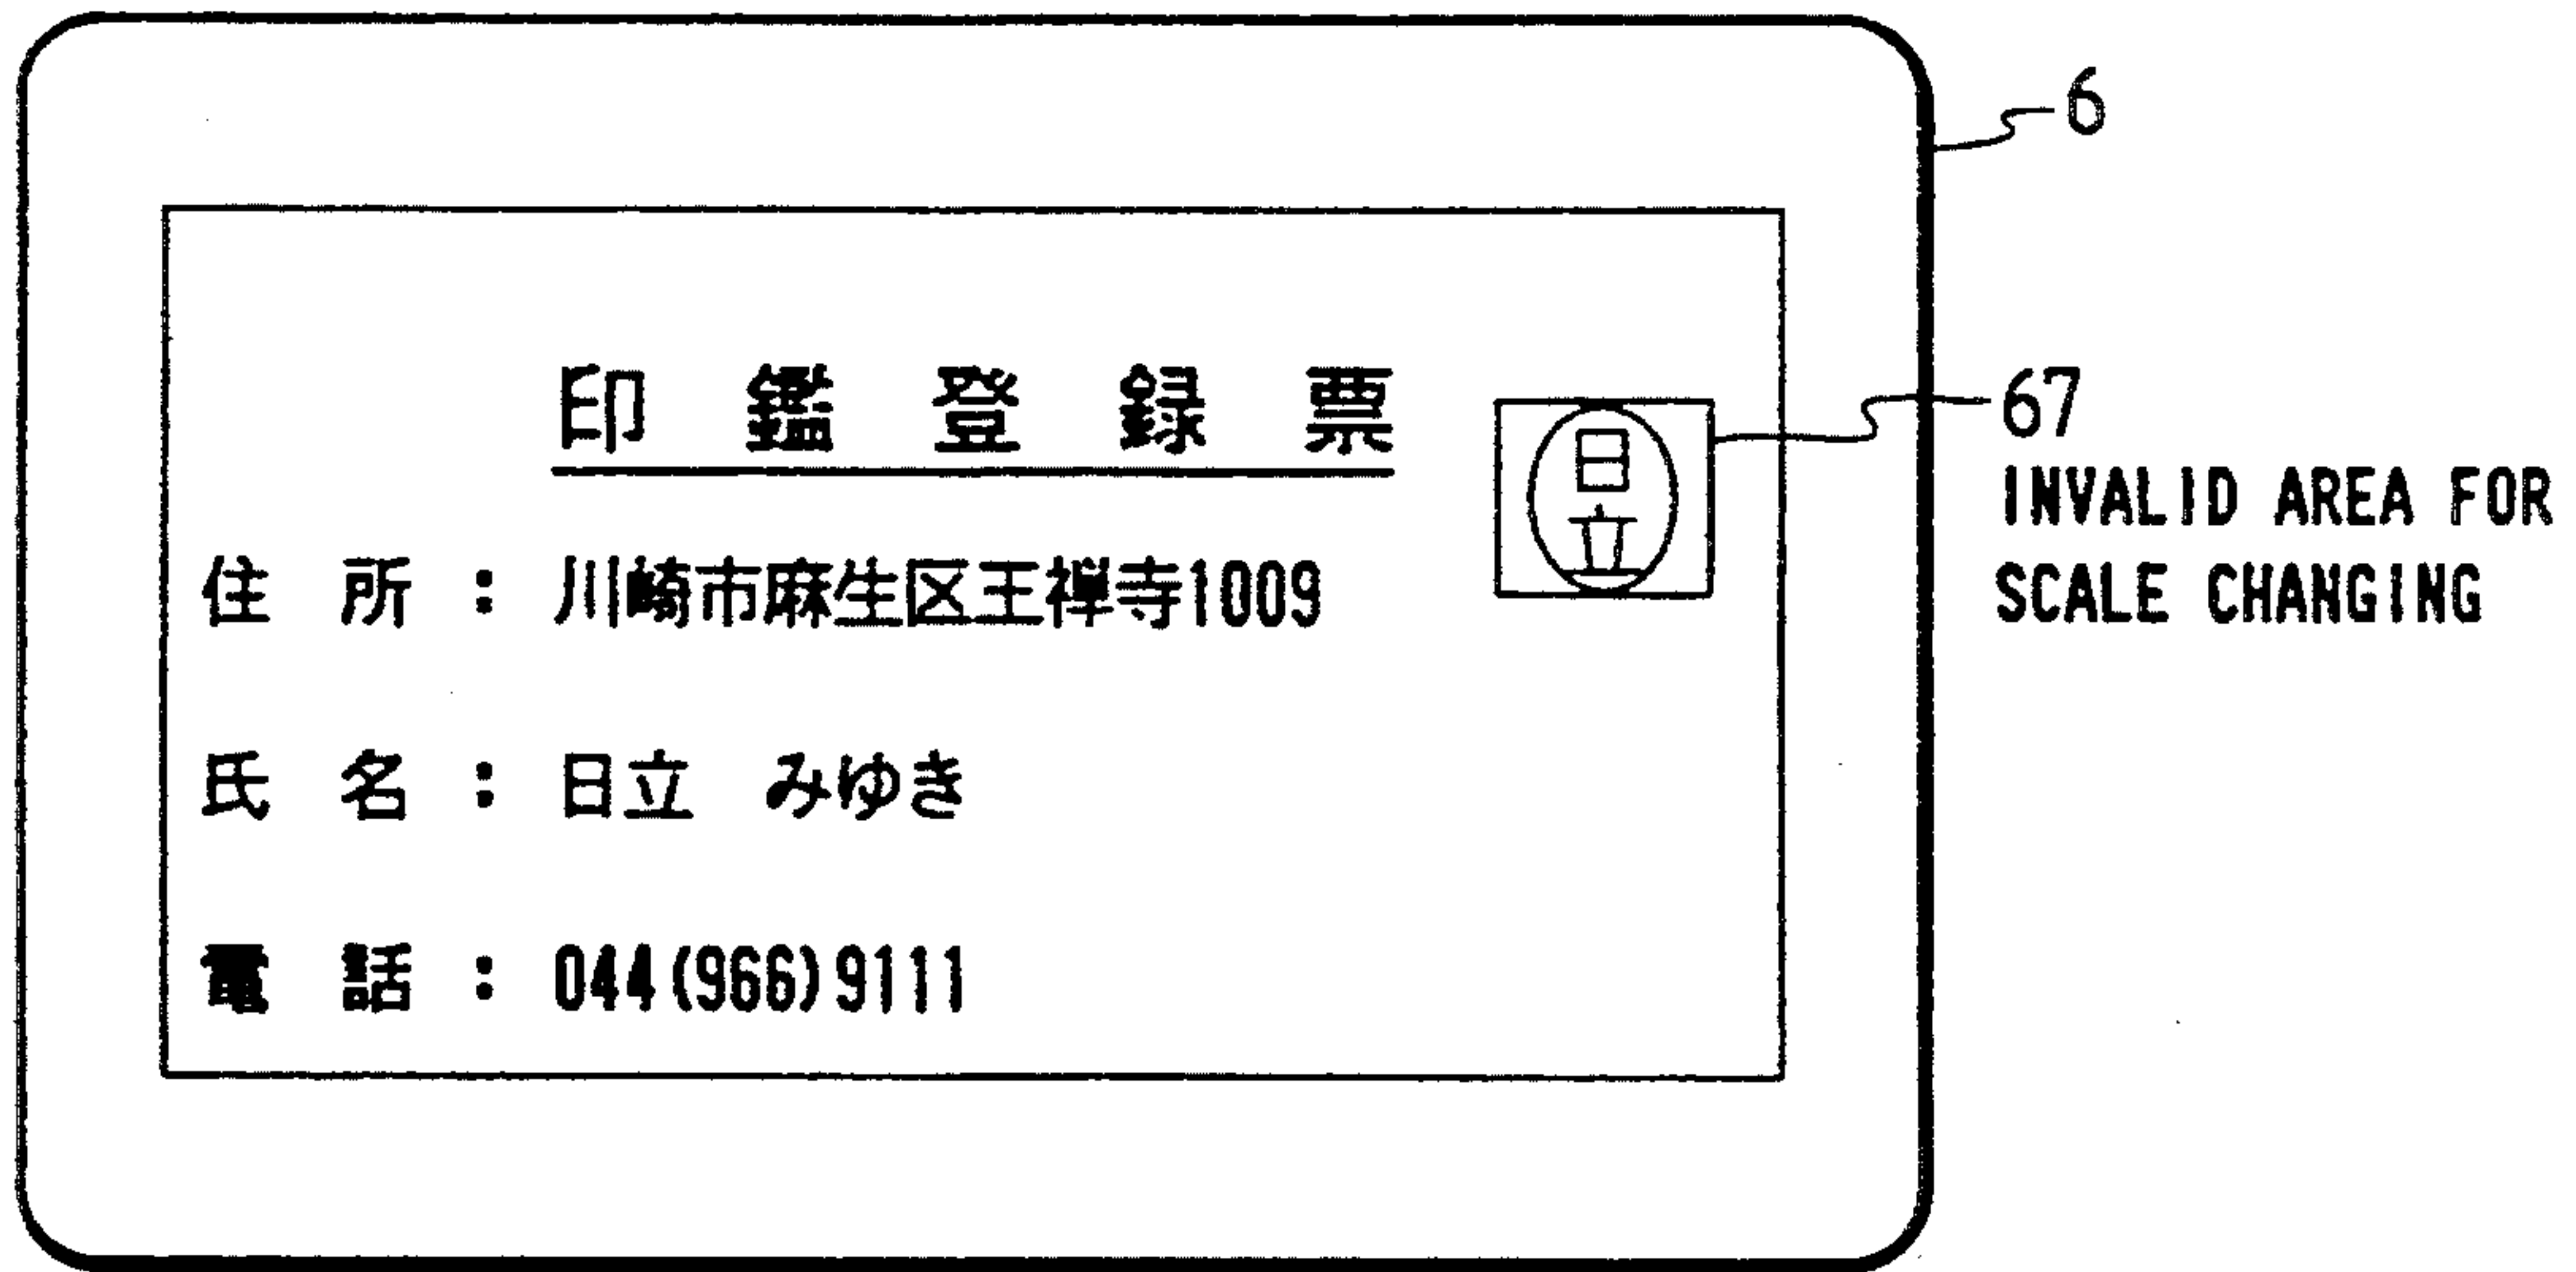 6
印 鑑 登 録 票
日
立
67
INVALID AREA FOR
SCALE CHANGING
住 所 : 川崎市麻生区王禅寺1009
氏 名 : 日立 みゆき
電 話 : 044(966)9111